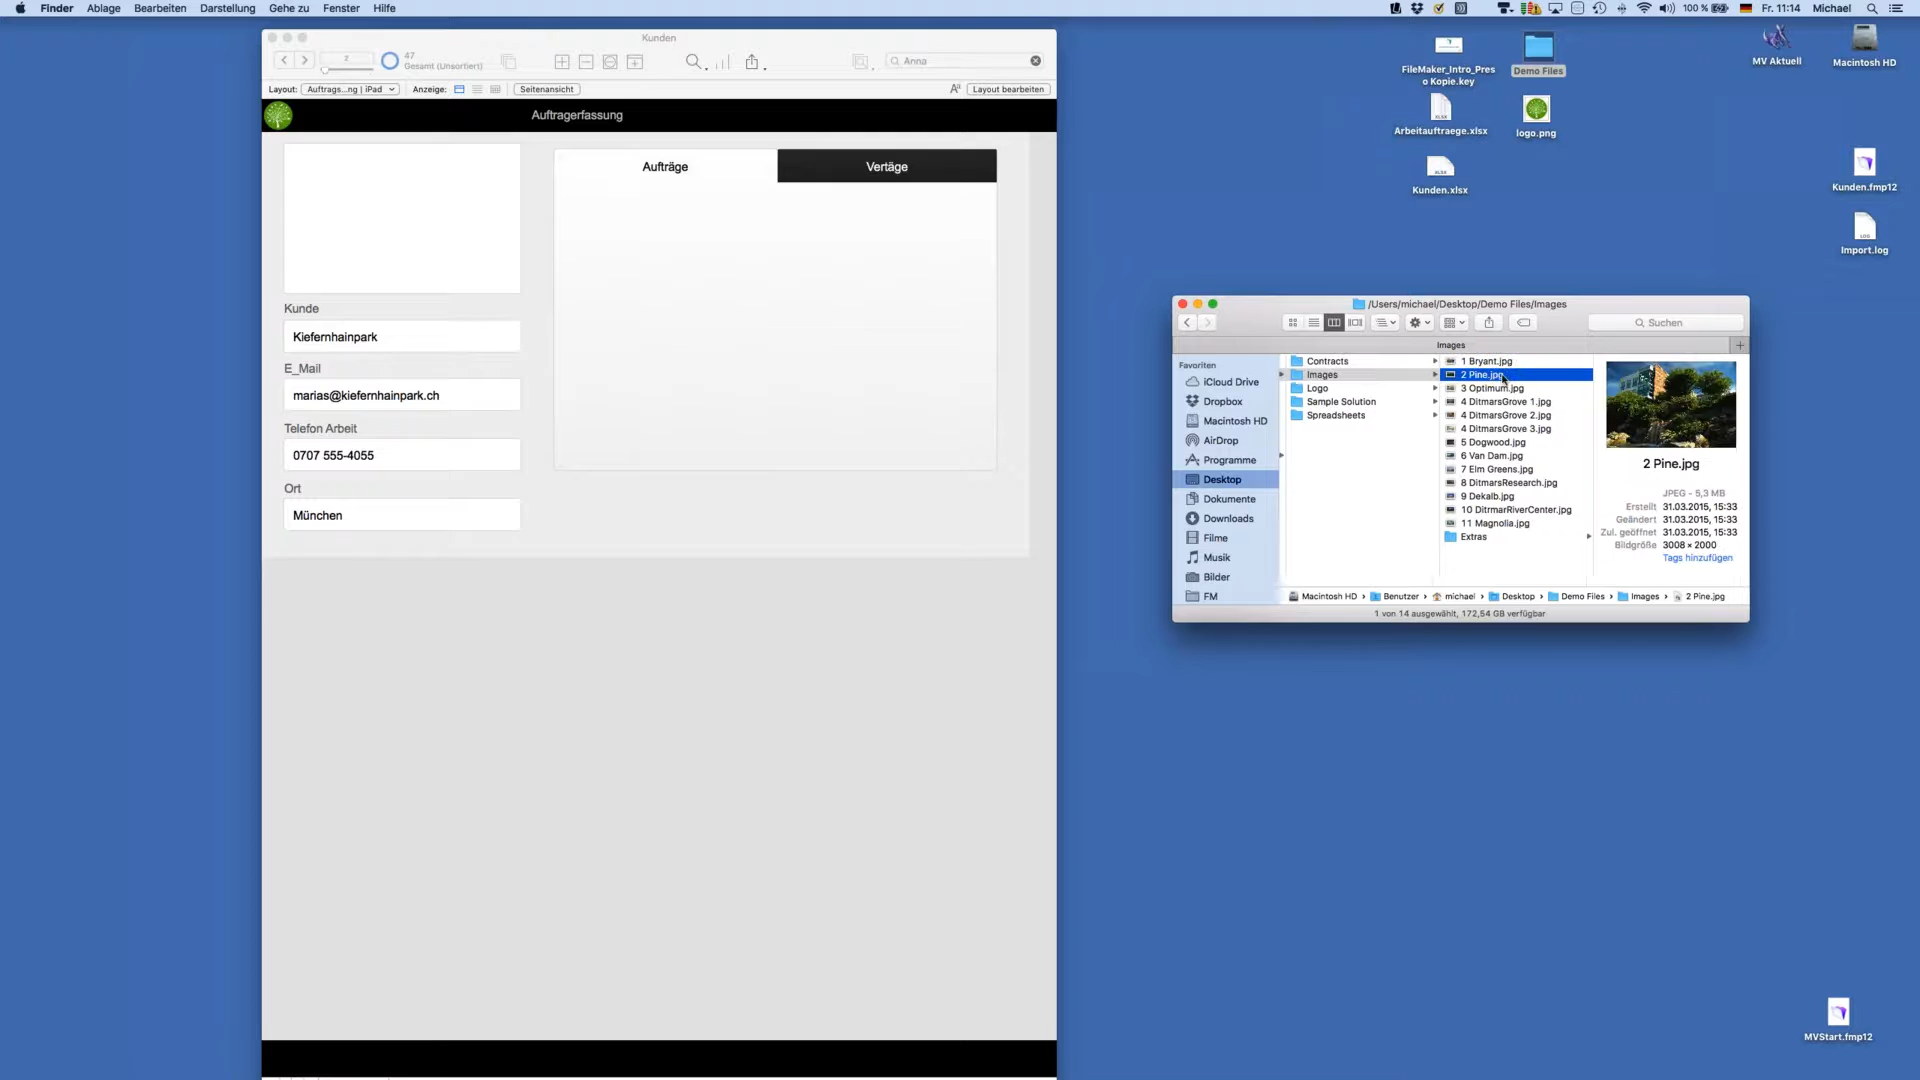 Finder Ablage Bearbeiten Darstellung Gehe zu Fenster Hilfe
100 % Fr. 11:14 Michael
Kunden
47
Gesamt (Unsortiert)
Anna
Layout: Auftrags...ng | iPad Anzeige: Seitenansicht
Layout bearbeiten
Auftragerfassung
Aufträge
Vertäge
Kunde
Kiefernhainpark
E_Mail
marias@kiefernhainpark.ch
Telefon Arbeit
0707 555-4055
Ort
München
FileMaker_Intro_Pres
o Kopie.key
Demo Files
MV Aktuell
Macintosh HD
Arbeitauftraege.xlsx
logo.png
Kunden.xlsx
Kunden.fmp12
Import.log
/Users/michael/Desktop/Demo Files/Images
Suchen
Images
Favoriten
iCloud Drive
Dropbox
Macintosh HD
AirDrop
Programme
Desktop
Dokumente
Downloads
Filme
Musik
Bilder
FM
Contracts
Images
Logo
Sample Solution
Spreadsheets
1 Bryant.jpg
2 Pine.jpg
3 Optimum.jpg
4 DitmarsGrove 1.jpg
4 DitmarsGrove 2.jpg
4 DitmarsGrove 3.jpg
5 Dogwood.jpg
6 Van Dam.jpg
7 Elm Greens.jpg
8 DitmarsResearch.jpg
9 Dekalb.jpg
10 DitrmarRiverCenter.jpg
11 Magnolia.jpg
Extras
2 Pine.jpg
JPEG - 5,3 MB
Erstellt 31.03.2015, 15:33
Geändert 31.03.2015, 15:33
Zul. geöffnet 31.03.2015, 15:33
Bildgröße 3008 × 2000
Tags hinzufügen
Macintosh HD › Benutzer › michael › Desktop › Demo Files › Images › 2 Pine.jpg
1 von 14 ausgewählt, 172,54 GB verfügbar
MVStart.fmp12